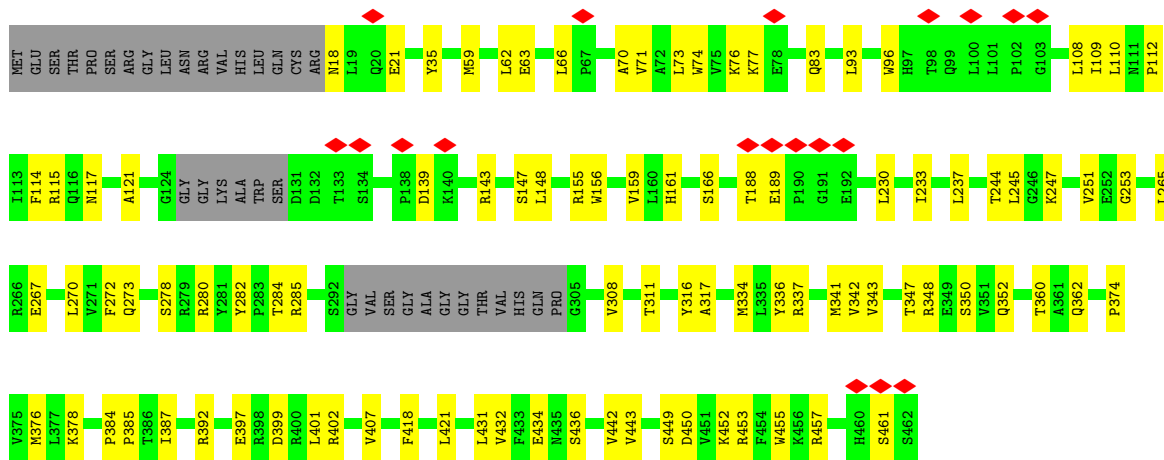 MET GLU SER THR PRO SER ARG GLY LEU ASN ARG VAL HIS LEU GLN CYS ARG N18 L19 Q20 E21 Y35 M59 L62 E63 L66 P67 A70 V71 A72 L73 W74 V75 K76 K77 E78 Q83 L93 W96 H97 T98 Q99 L100 L101 P102 G103 L108 I109 L110 N111 P112
I113 F114 R115 Q116 N117 A121 G124 GLY GLY LYS ALA TRP SER D131 D132 T133 S134 P138 D139 K140 R143 S147 L148 R155 W156 V159 L160 H161 S166 T188 E189 P190 G191 E192 L230 I233 L237 T244 L245 G246 K247 V251 E252 G253 L265
R266 E267 L270 V271 F272 Q273 S278 R279 R280 Y281 Y282 P283 T284 R285 S292 GLY VAL SER GLY ALA GLY GLY THR VAL HIS GLN PRO G305 V308 T311 Y316 A317 M334 L335 Y336 R337 M341 V342 V343 T347 R348 E349 S350 V351 Q352 T360 A361 Q362 P374
V375 M376 L377 K378 P384 P385 T386 I387 R392 E397 R398 D399 R400 L401 R402 V407 F418 L421 L431 V432 F433 E434 N435 S436 V442 V443 S449 D450 V451 K452 R453 F454 W455 K456 R457 H460 S461 S462